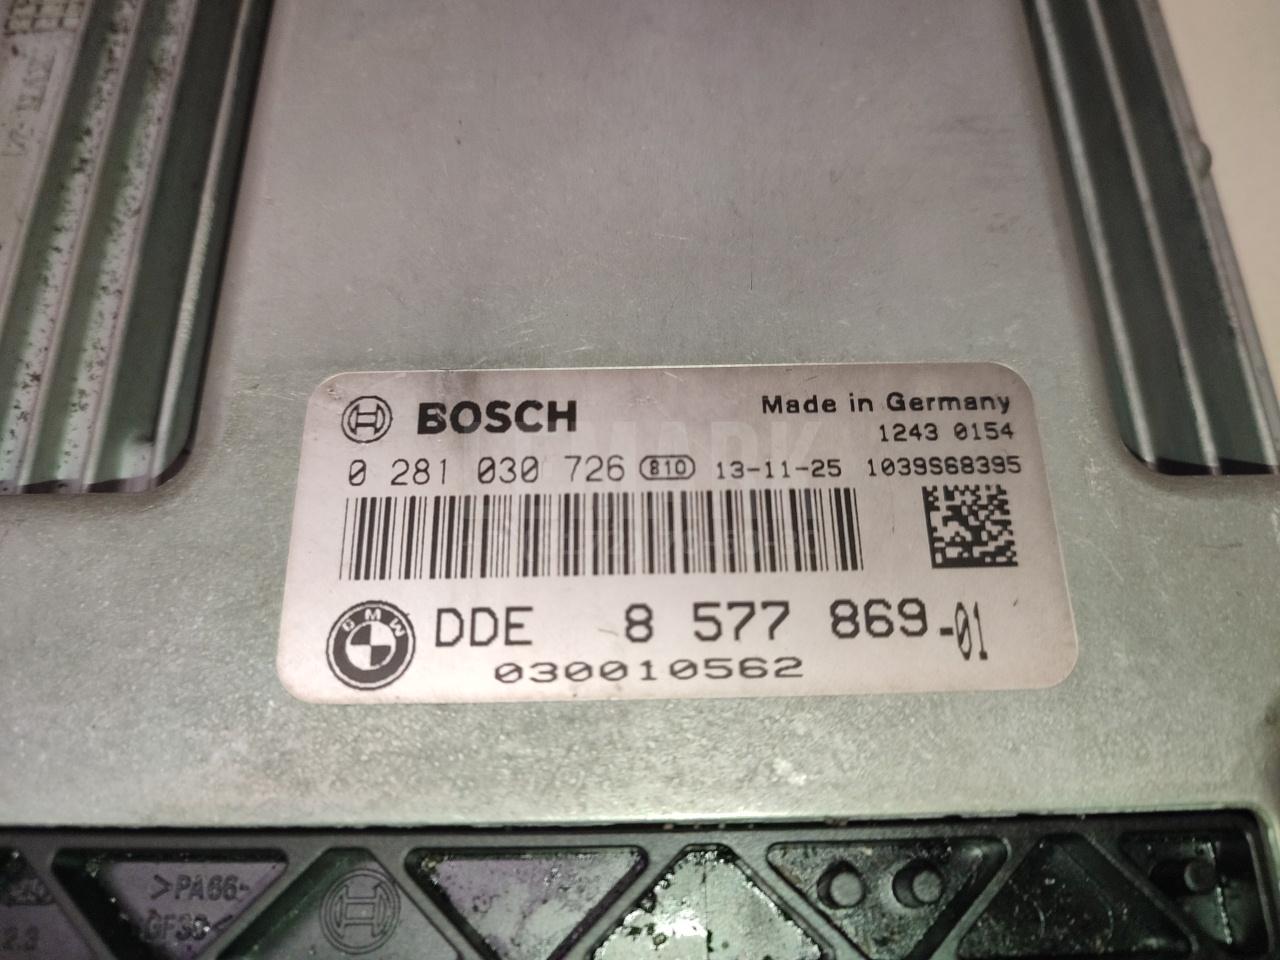 BOSCH
Made in Germany
1243 0154
0 281 030 726 810 13-11-25 1039S68395
BMW
DDE 8 577 869-01
030010562
>PA66-